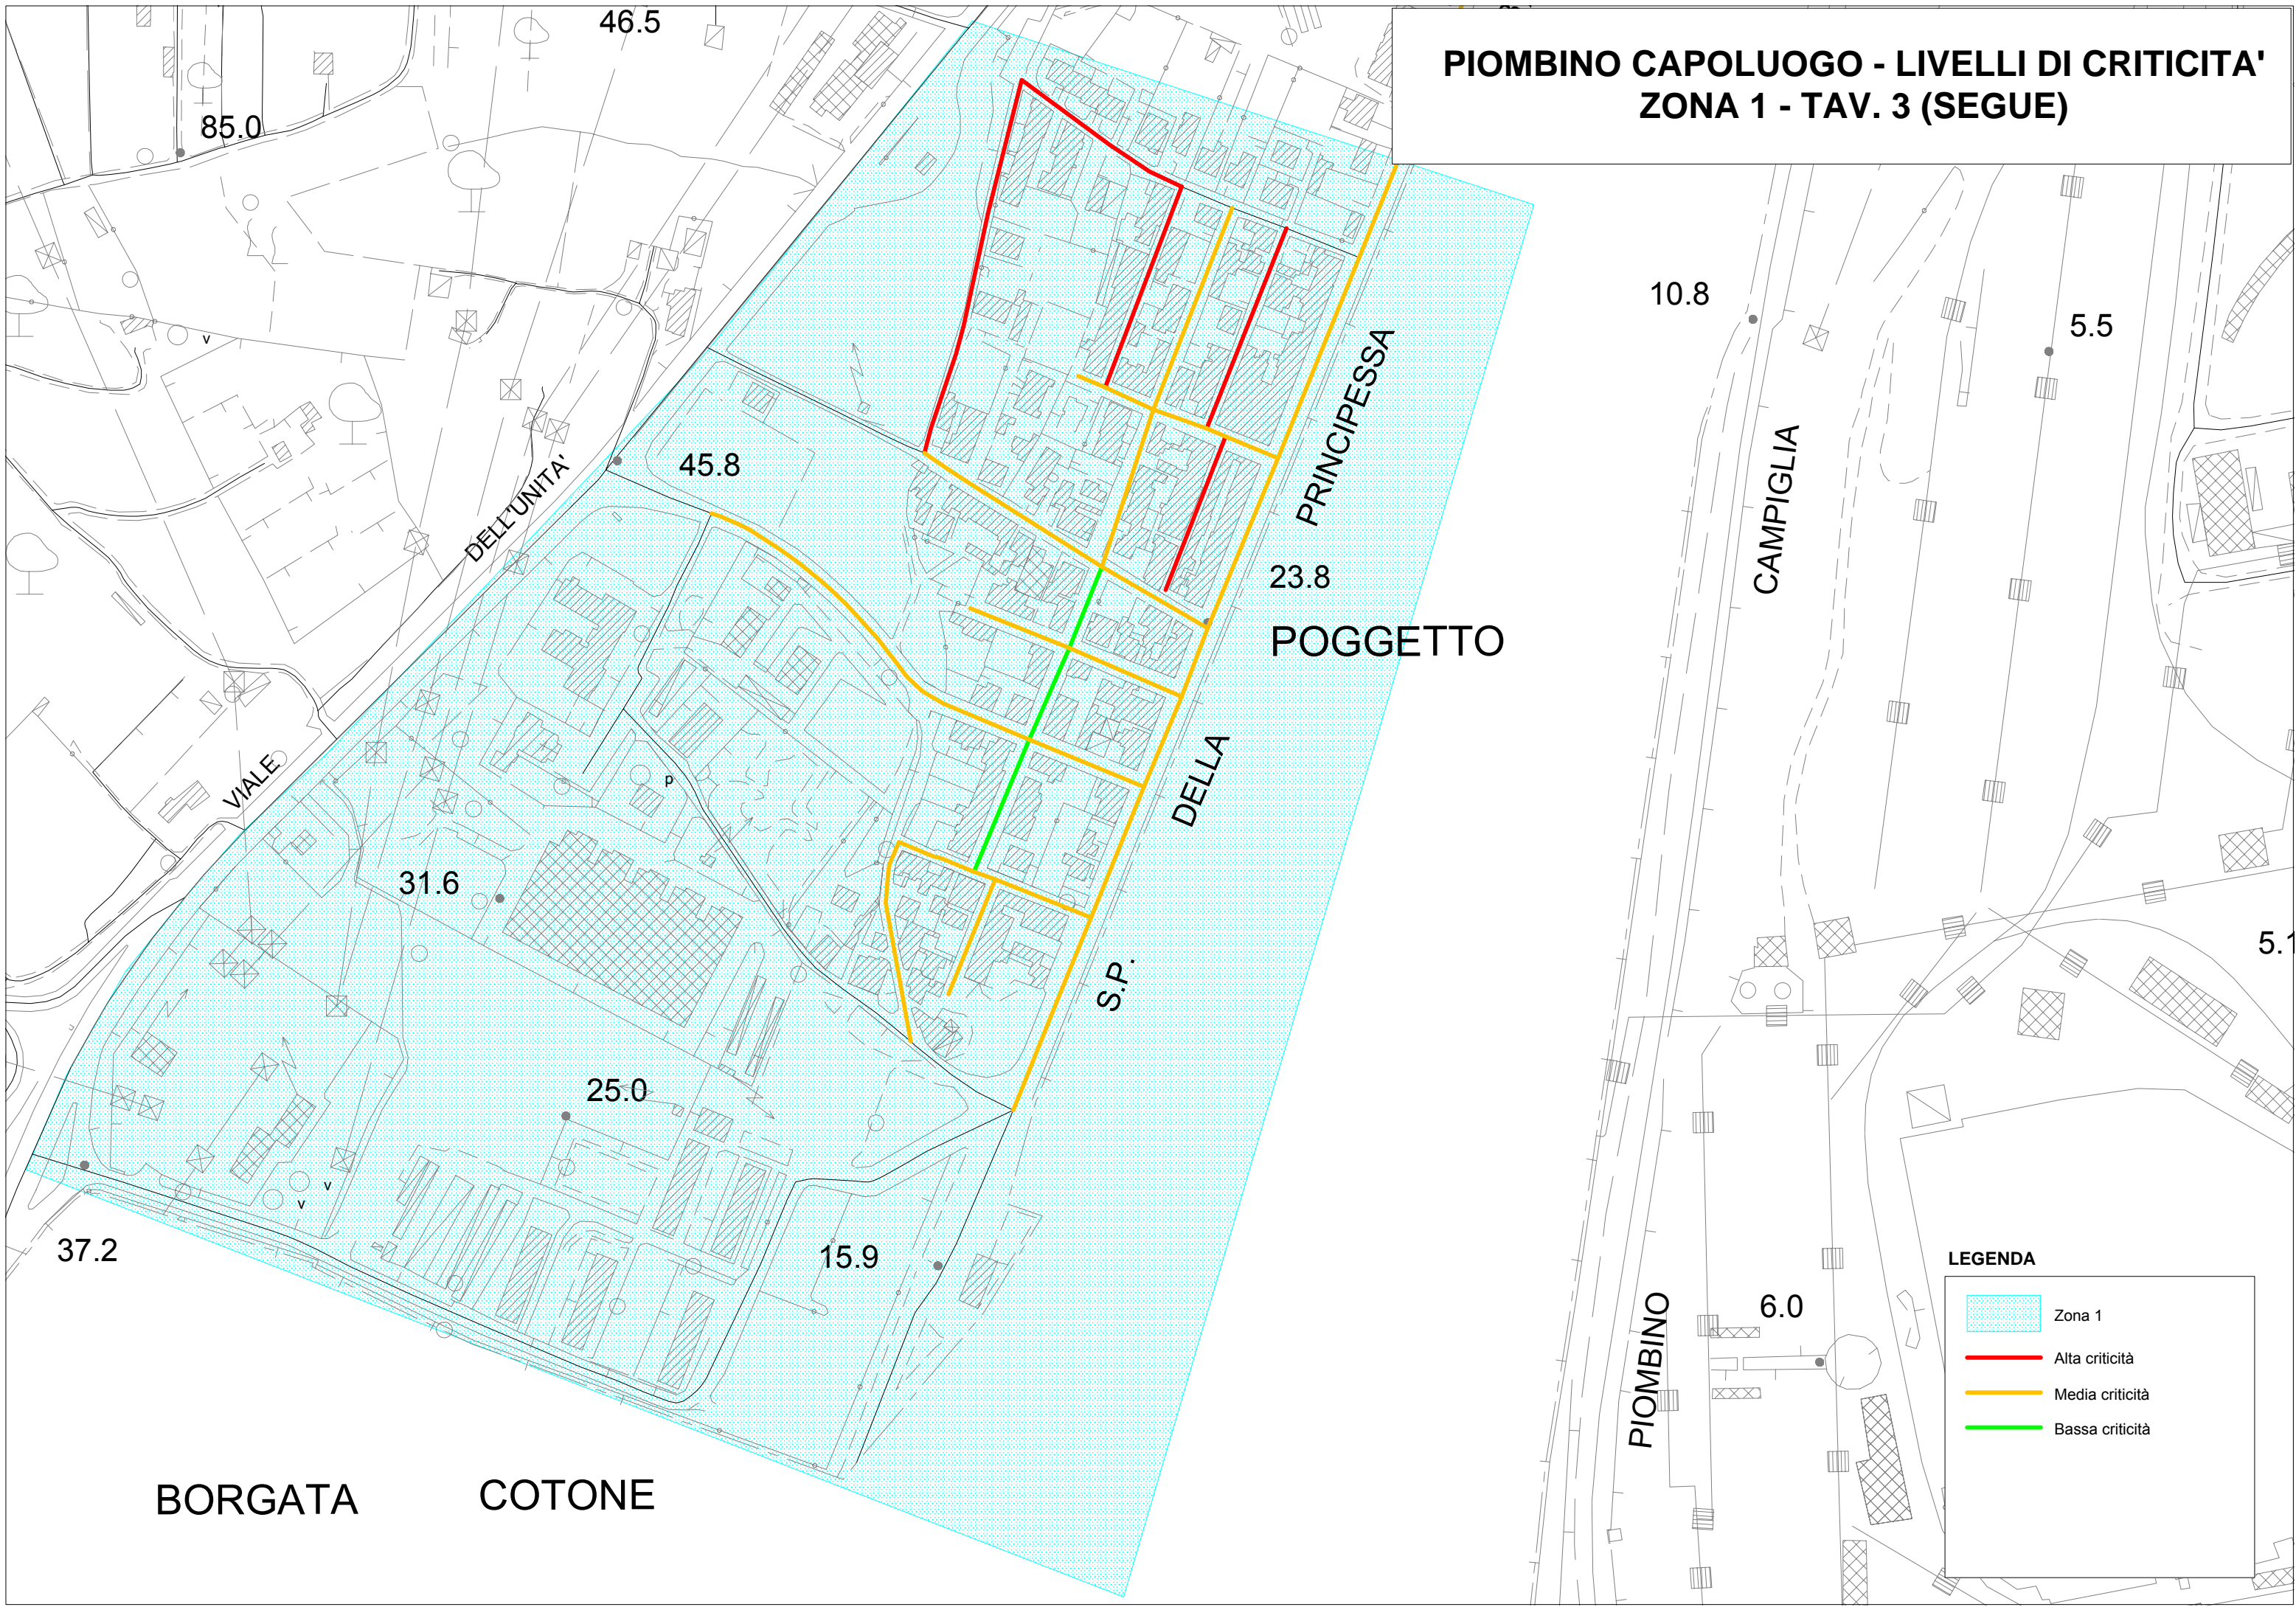 PIOMBINO CAPOLUOGO - LIVELLI DI CRITICITA'
ZONA 1 - TAV. 3 (SEGUE)
46.5
85.0
10.8
5.5
v
45.8
VIALE
DELL'UNITA'
S.P.
DELLA
PRINCIPESSA
23.8
POGGETTO
PIOMBINO
CAMPIGLIA
p
31.6
5.1
25.0
v
v
37.2
15.9
6.0
BORGATA COTONE
LEGENDA
Zona 1
Alta criticità
Media criticità
Bassa criticità